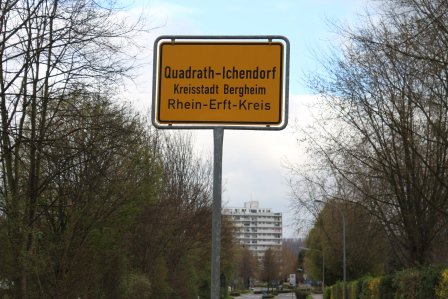 Quadrath-Ichendorf
Kreisstadt Bergheim
Rhein-Erft-Kreis